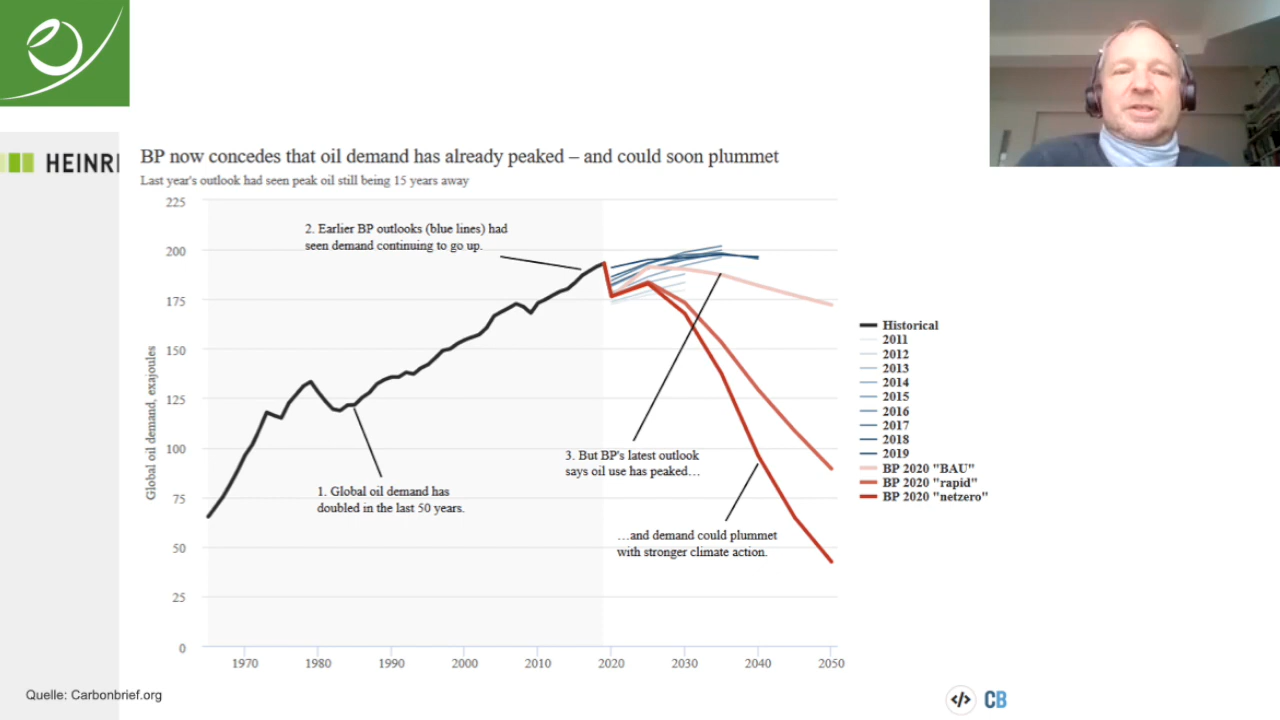 HEINRI
BP now concedes that oil demand has already peaked – and could soon plummet
Last year's outlook had seen peak oil still being 15 years away
225
200
175
150
125
100
75
50
25
0
Global oil demand, exajoules
2. Earlier BP outlooks (blue lines) had
seen demand continuing to go up.
1. Global oil demand has
doubled in the last 50 years.
3. But BP's latest outlook
says oil use has peaked…
…and demand could plummet
with stronger climate action.
1970
1980
1990
2000
2010
2020
2030
2040
2050
Historical
2011
2012
2013
2014
2015
2016
2017
2018
2019
BP 2020 "BAU"
BP 2020 "rapid"
BP 2020 "netzero"
Quelle: Carbonbrief.org
</> CB